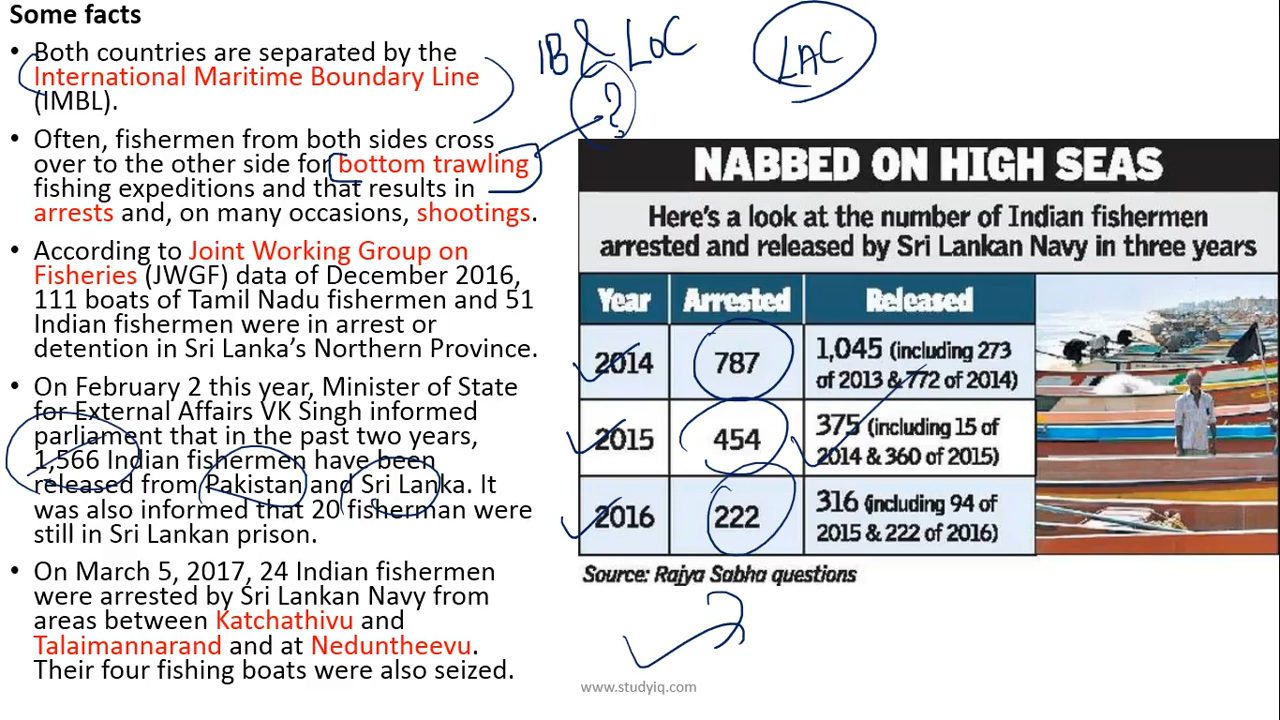 Some facts
• Both countries are separated by the
International Maritime Boundary Line
(IMBL).
• Often, fishermen from both sides cross
over to the other side for bottom trawling
fishing expeditions and that results in
arrests and, on many occasions, shootings.
• According to Joint Working Group on
Fisheries (JWGF) data of December 2016,
111 boats of Tamil Nadu fishermen and 51
Indian fishermen were in arrest or
detention in Sri Lanka's Northern Province.
• On February 2 this year, Minister of State
for External Affairs VK Singh informed
parliament that in the past two years,
1,566 Indian fishermen have been
released from Pakistan and Sri Lanka. It
was also informed that 20 fisherman were
still in Sri Lankan prison.
• On March 5, 2017, 24 Indian fishermen
were arrested by Sri Lankan Navy from
areas between Katchathivu and
Talaimannarand and at Neduntheevu.
Their four fishing boats were also seized.
IB & LOC
LAC
?
NABBED ON HIGH SEAS
Here's a look at the number of Indian fishermen
arrested and released by Sri Lankan Navy in three years
Year Arrested Released
2014 787 1,045 (including 273
of 2013 & 772 of 2014)
2015 454 375 (including 15 of
2014 & 360 of 2015)
2016 222 316 (including 94 of
2015 & 222 of 2016)
Source: Rajya Sabha questions
www.studyiq.com